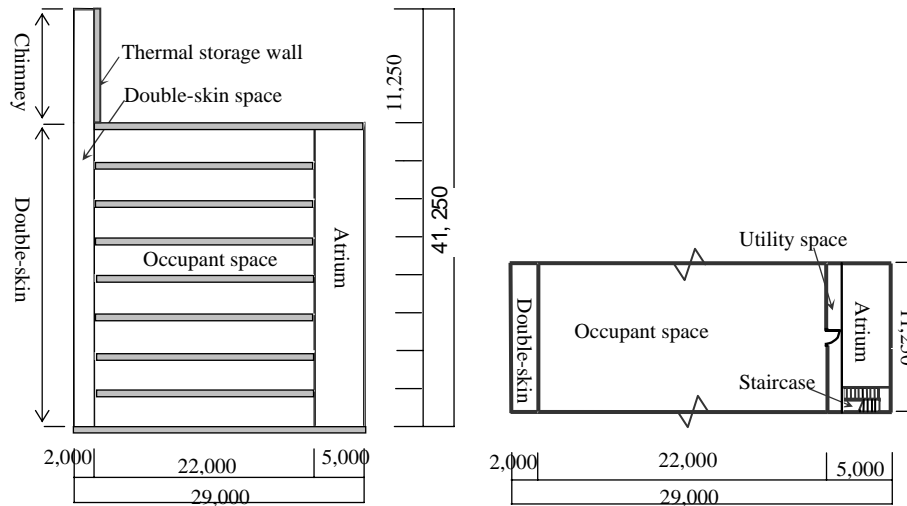 Chimney
Thermal storage wall
Double-skin space
11,250
Double-skin
41, 250
Occupant space
Atrium
2,000
22,000
5,000
29,000
Utility space
Double-skin
Occupant space
Atrium
11,250
Staircase
2,000
22,000
5,000
29,000